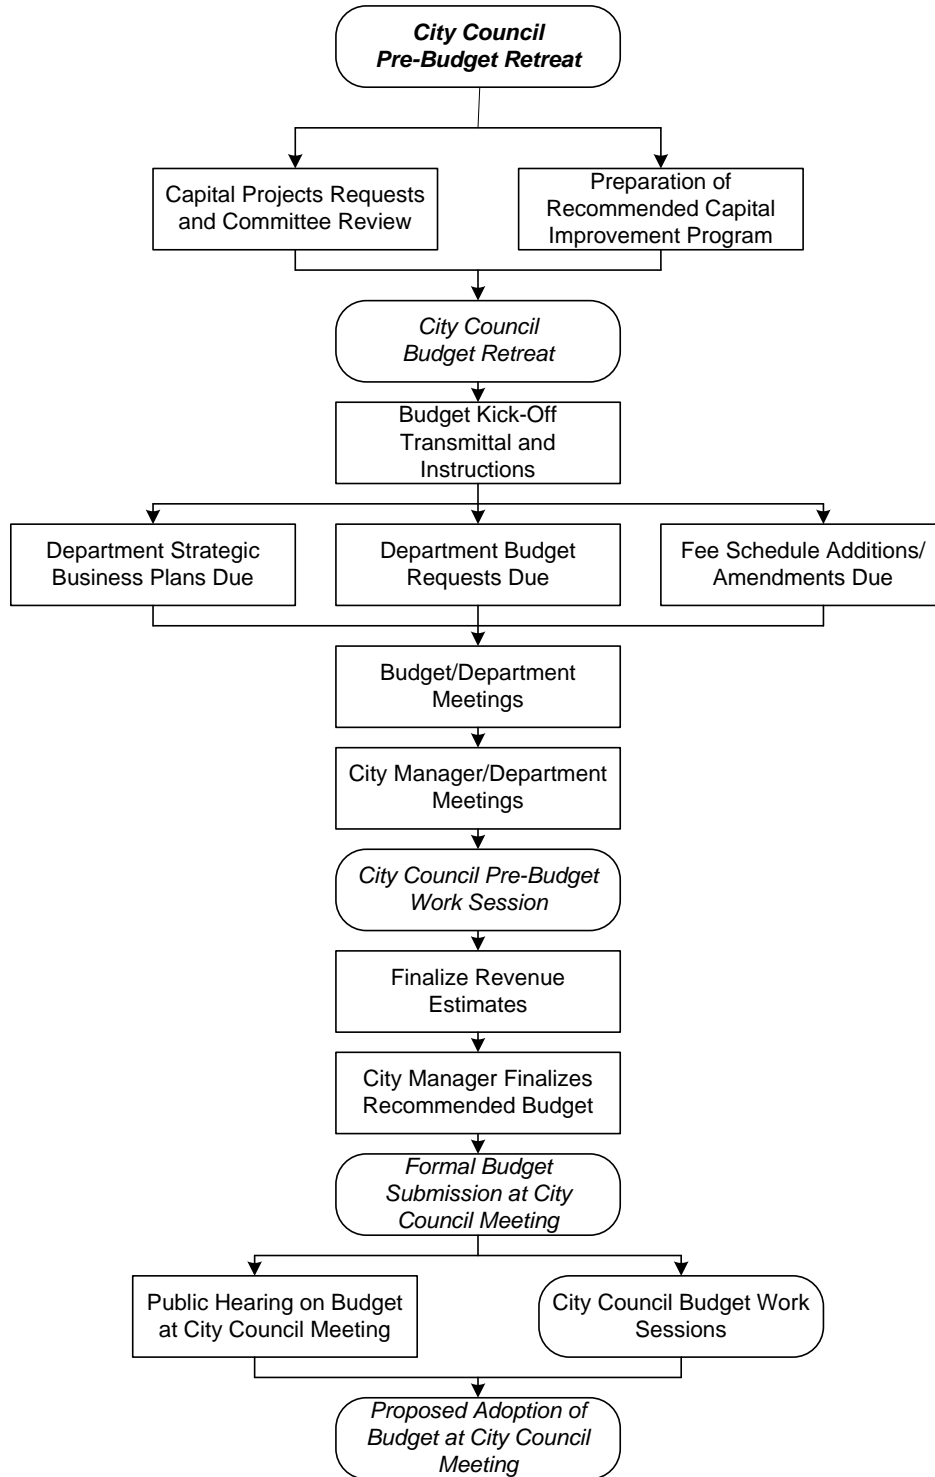 City Council
Pre-Budget Retreat
Capital Projects Requests
and Committee Review
Preparation of
Recommended Capital
Improvement Program
City Council
Budget Retreat
Budget Kick-Off
Transmittal and
Instructions
Department Strategic
Business Plans Due
Department Budget
Requests Due
Fee Schedule Additions/
Amendments Due
Budget/Department
Meetings
City Manager/Department
Meetings
City Council Pre-Budget
Work Session
Finalize Revenue
Estimates
City Manager Finalizes
Recommended Budget
Formal Budget
Submission at City
Council Meeting
Public Hearing on Budget
at City Council Meeting
City Council Budget Work
Sessions
Proposed Adoption of
Budget at City Council
Meeting